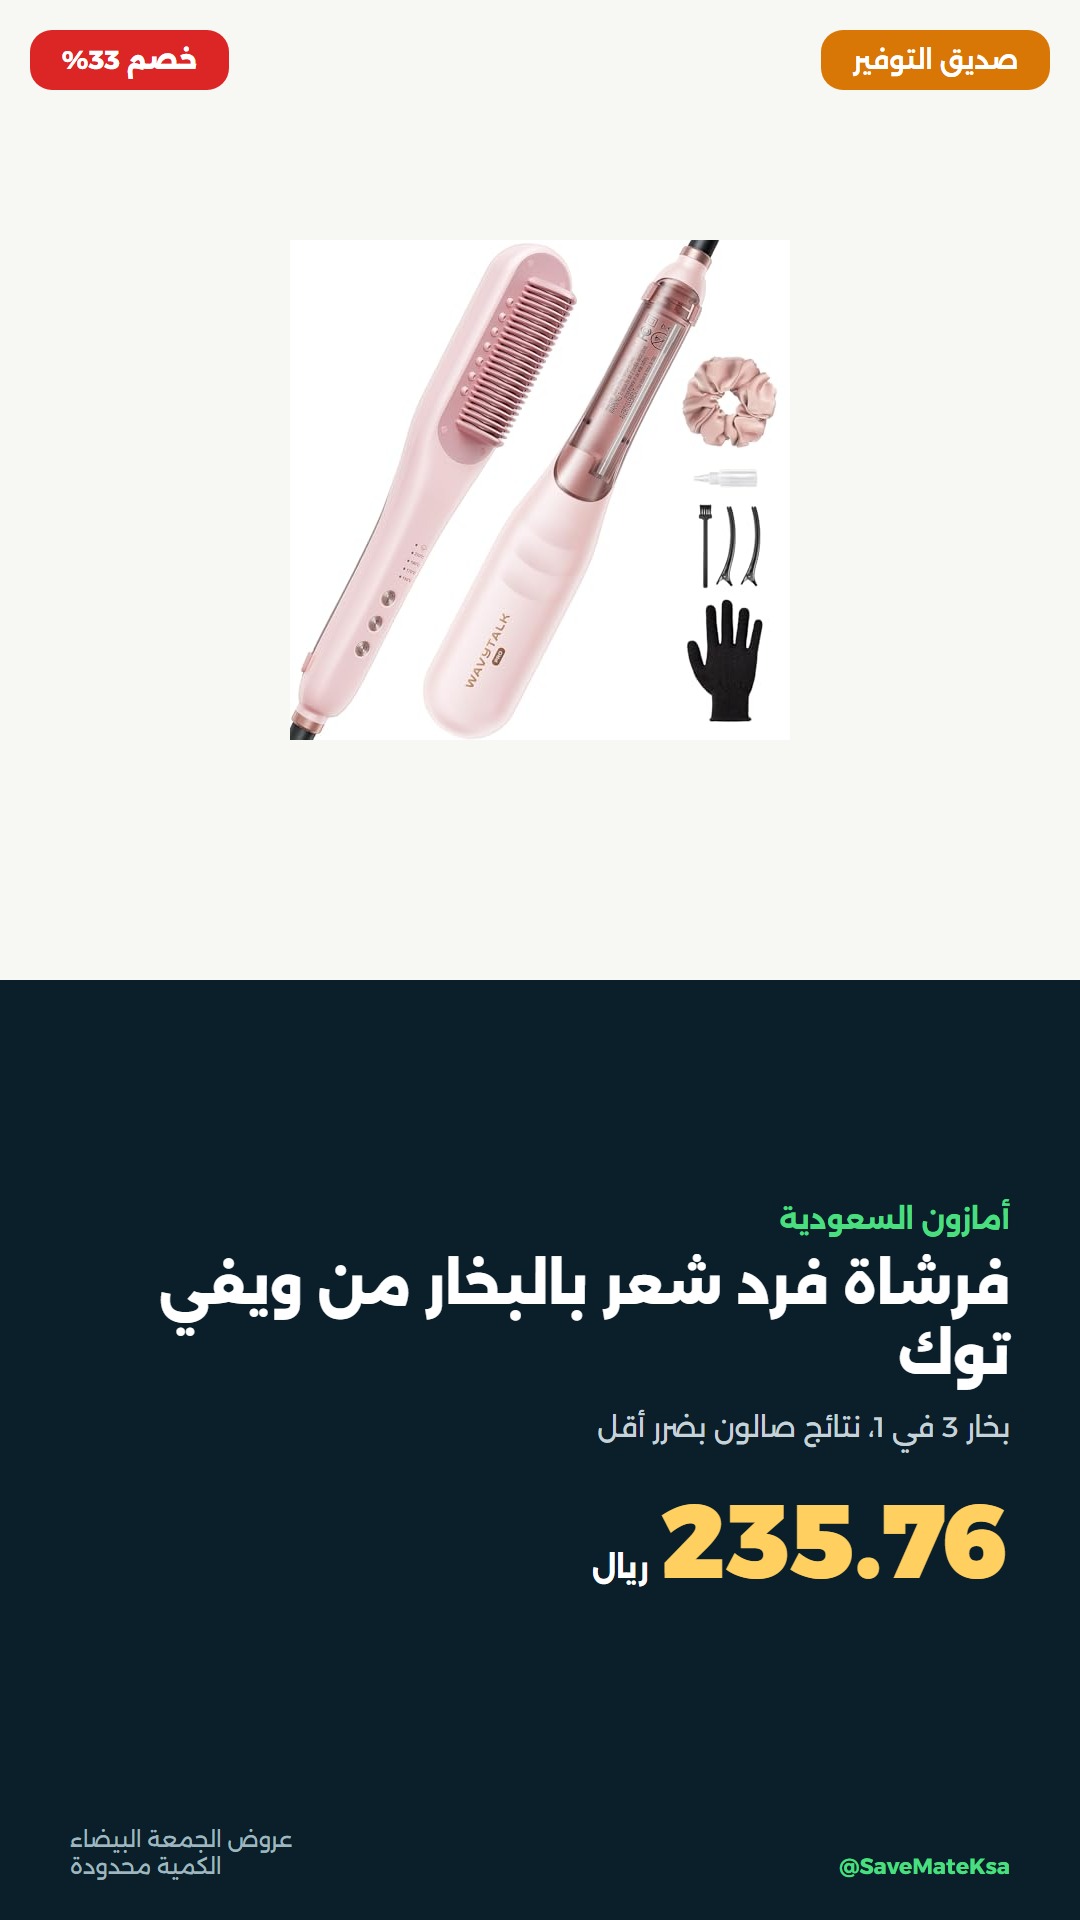 صديق التوفير
خصم 33%
WAVYTALK
PRO
أمازون السعودية
فرشاة فرد شعر بالبخار من ويفي
توك
بخار 3 في 1، نتائج صالون بضرر أقل
235.76 ريال
عروض الجمعة البيضاء
الكمية محدودة
@SaveMateKsa